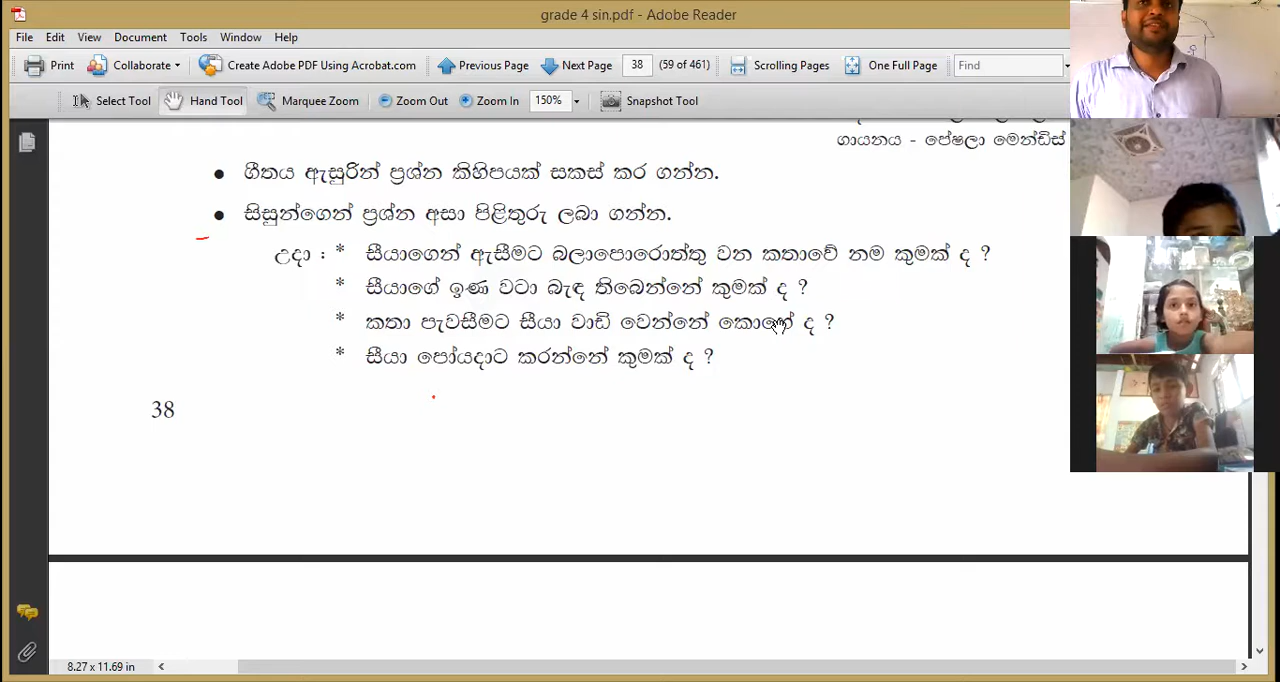 grade 4 sin.pdf - Adobe Reader
File Edit View Document Tools Window Help
Print Collaborate Create Adobe PDF Using Acrobat.com Previous Page Next Page 38 (59 of 461) Scrolling Pages One Full Page Find
Select Tool Hand Tool Marquee Zoom Zoom Out Zoom In 150% Snapshot Tool
ගායනය - පේෂලා මෙන්ඩිස්
● ගීතය ඇසුරින් ප්‍රශ්න කිහිපයක් සකස් කර ගන්න.
● සිසුන්ගෙන් ප්‍රශ්න අසා පිළිතුරු ලබා ගන්න.
උදා : * සීයාගෙන් ඇසීමට බලාපොරොත්තු වන කතාවේ නම කුමක් ද ?
* සීයාගේ ඉණ වටා බැඳ තිබෙන්නේ කුමක් ද ?
* කතා පැවසීමට සීයා වාඩි වෙන්නේ කොහේ ද ?
* සීයා පෝයදාට කරන්නේ කුමක් ද ?
38
8.27 x 11.69 in